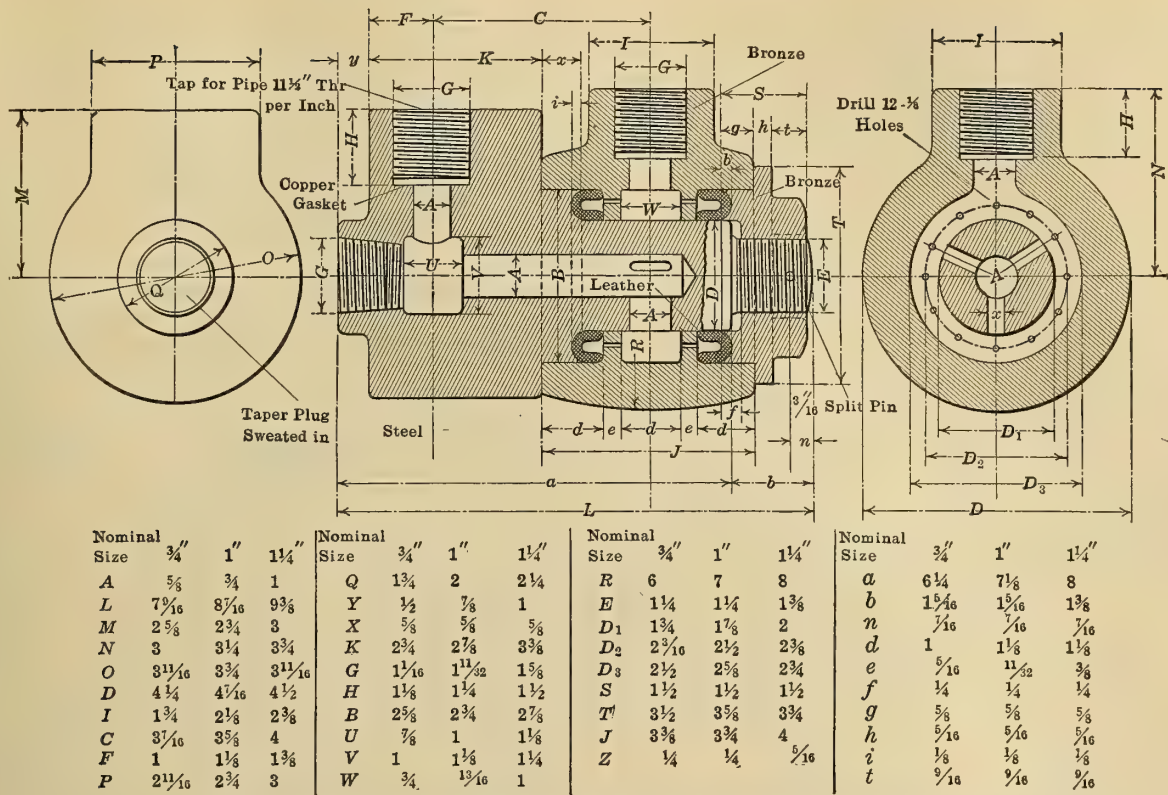 F
C
I
P
y
K
x
G
S
I
Bronze
Tap for Pipe 11½" Thr
per Inch
G
i
g
h
t
Drill 12-⅛
Holes
H
H
M
N
b
Copper
Gasket
Bronze
A
A
W
T
O
Q
G
U
V
A
B
D
E
A
x
Leather
A
R
Taper Plug
Sweated in
Steel
f
3/16" Split Pin
d
e
d
e
d
n
J
D₁
D₂
D₃
D
a
b
L
Nominal
Size ¾" 1" 1¼"
A ⅝ ¾ 1
L 7 9/16 8 7/16 9⅜
M 2⅝ 2¾ 3
N 3 3¼ 3¾
O 3 11/16 3¾ 3 11/16
D 4¼ 4 7/16 4½
I 1¾ 2⅛ 2⅜
C 3 7/16 3⅝ 4
F 1 1⅛ 1⅜
P 2 11/16 2¾ 3
Nominal
Size ¾" 1" 1¼"
Q 1¾ 2 2¼
Y ½ ⅞ 1
X ⅝ ⅝ ⅝
K 2¾ 2⅞ 3⅜
G 1 1/16 1 11/32 1⅝
H 1⅛ 1¼ 1½
B 2⅝ 2¾ 2⅞
U ⅞ 1 1⅛
V 1 1⅛ 1¼
W ¾ 13/16 1
Nominal
Size ¾" 1" 1¼"
R 6 7 8
E 1¼ 1¼ 1⅜
D₁ 1¾ 1⅞ 2
D₂ 2 3/16 2½ 2⅜
D₃ 2½ 2⅝ 2¾
S 1½ 1½ 1½
T 3½ 3⅝ 3¾
J 3⅜ 3¾ 4
Z ¼ ¼ 5/16
Nominal
Size ¾" 1" 1¼"
a 6¼ 7⅛ 8
b 1 5/16 1 5/16 1⅜
n 7/16 7/16 7/16
d 1 1⅛ 1⅛
e 5/16 11/32 ⅜
f ¼ ¼ ¼
g ⅝ ⅝ ⅝
h 5/16 5/16 5/16
i ⅛ ⅛ ⅛
t 9/16 9/16 9/16